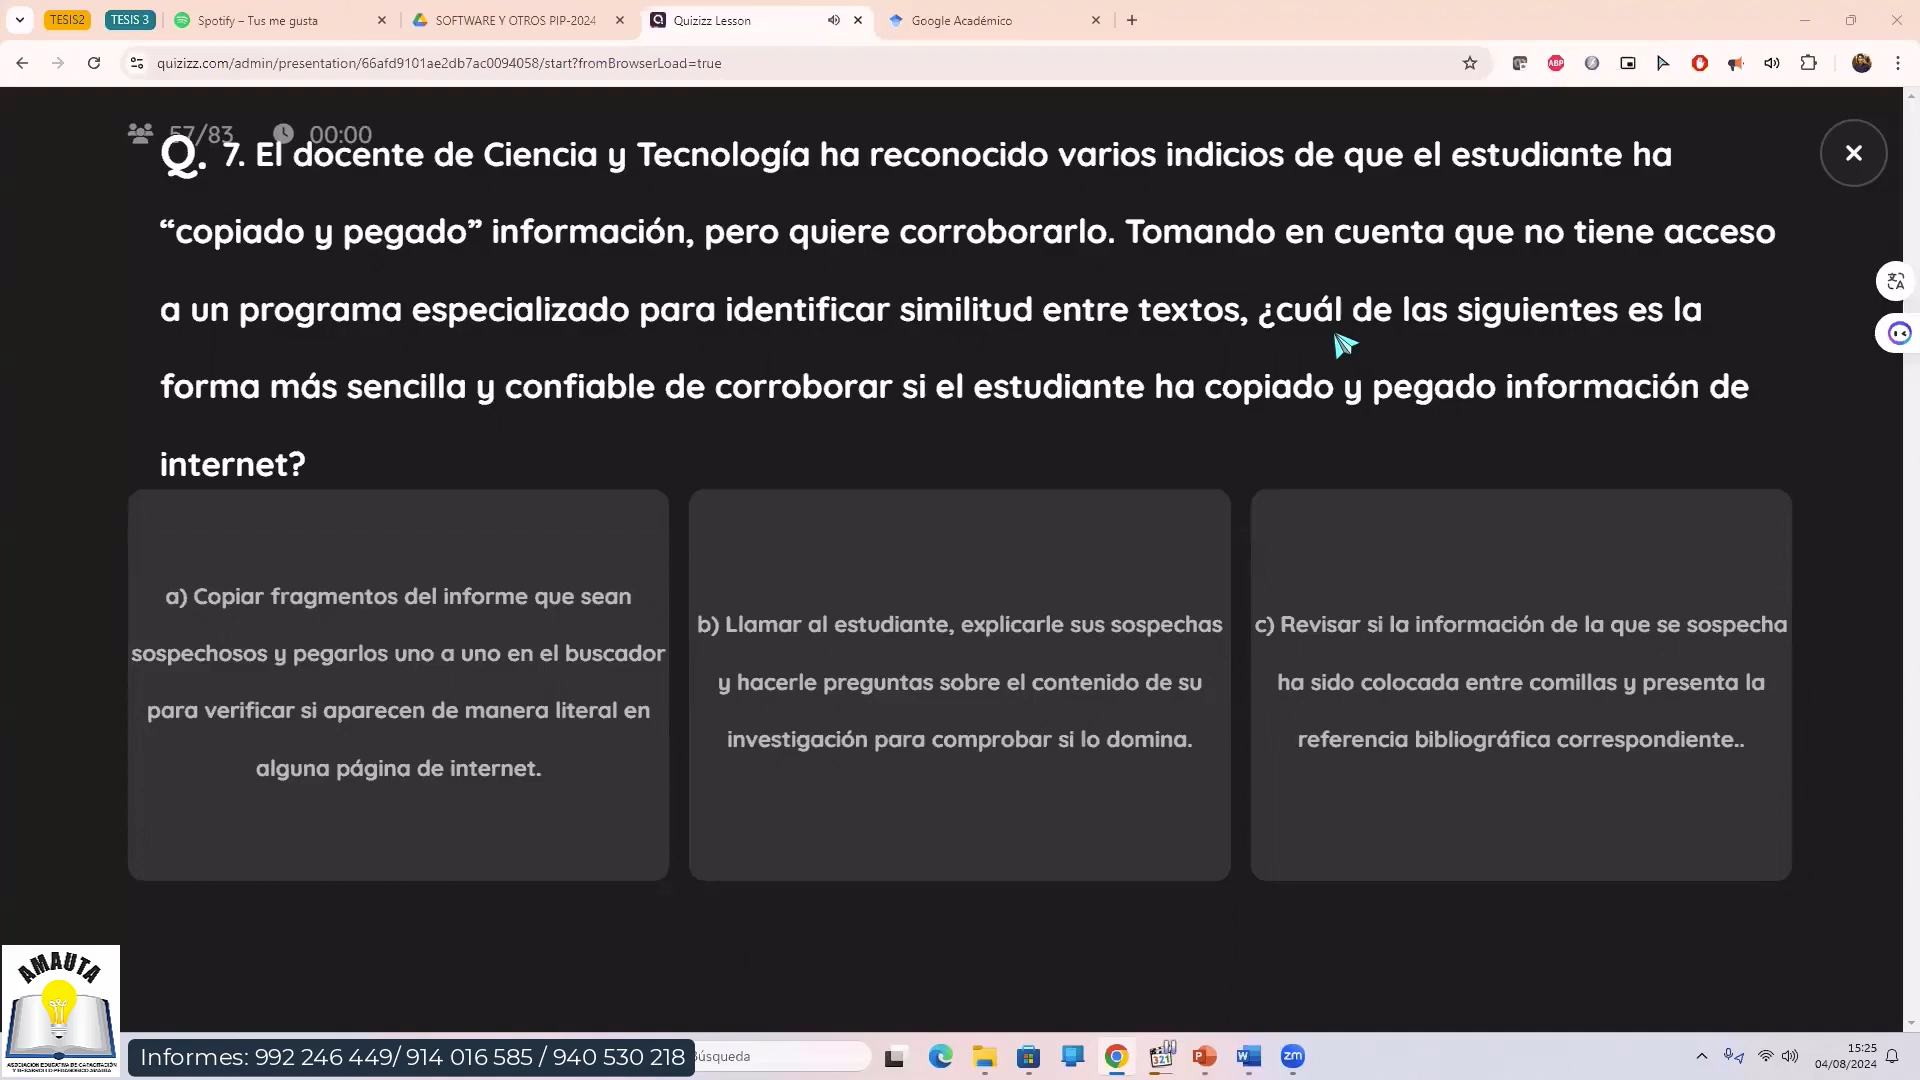 TESIS2
TESIS 3
Spotify – Tus me gusta
SOFTWARE Y OTROS PIP-2024
Quizizz Lesson
Google Académico
quizizz.com/admin/presentation/66afd9101ae2db7ac0094058/start?fromBrowserLoad=true
ABP
57/83
00:00
Q. 7. El docente de Ciencia y Tecnología ha reconocido varios indicios de que el estudiante ha
“copiado y pegado” información, pero quiere corroborarlo. Tomando en cuenta que no tiene acceso
a un programa especializado para identificar similitud entre textos, ¿cuál de las siguientes es la
forma más sencilla y confiable de corroborar si el estudiante ha copiado y pegado información de
internet?
a) Copiar fragmentos del informe que sean
sospechosos y pegarlos uno a uno en el buscador
para verificar si aparecen de manera literal en
alguna página de internet.
b) Llamar al estudiante, explicarle sus sospechas
y hacerle preguntas sobre el contenido de su
investigación para comprobar si lo domina.
c) Revisar si la información de la que se sospecha
ha sido colocada entre comillas y presenta la
referencia bibliográfica correspondiente..
AMAUTA
ASOCIACION EDUCATIVA DE CAPACITACIÓN
Informes: 992 246 449/ 914 016 585 / 940 530 218
Búsqueda
321
zm
15:25
04/08/2024